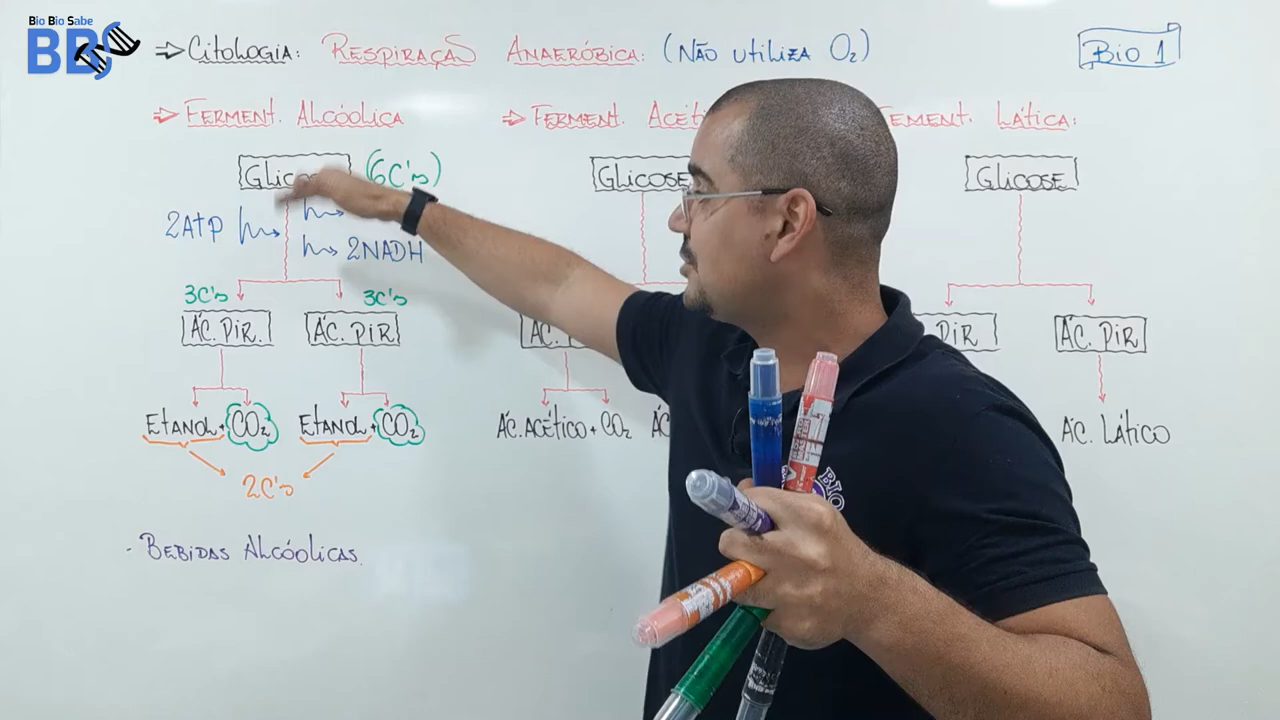 Bio Bio Sabe
BBS
⇒ Citologia: Respiração Anaeróbica: (Não utiliza O₂)
Bio 1
⇒ Ferment. Alcóolica
Glicose
(6C's)
2ATP
2NADH
3C's
3C's
Ác. Pir.
Ác. Pir
Etanol + CO₂
Etanol + CO₂
2C's
· Bebidas Alcóolicas.
⇒ Ferment.
Glicose
Ác. Acético + CO₂
Lática:
Glicose
Pir
Ác. Pir
Ác. Lático
BIO